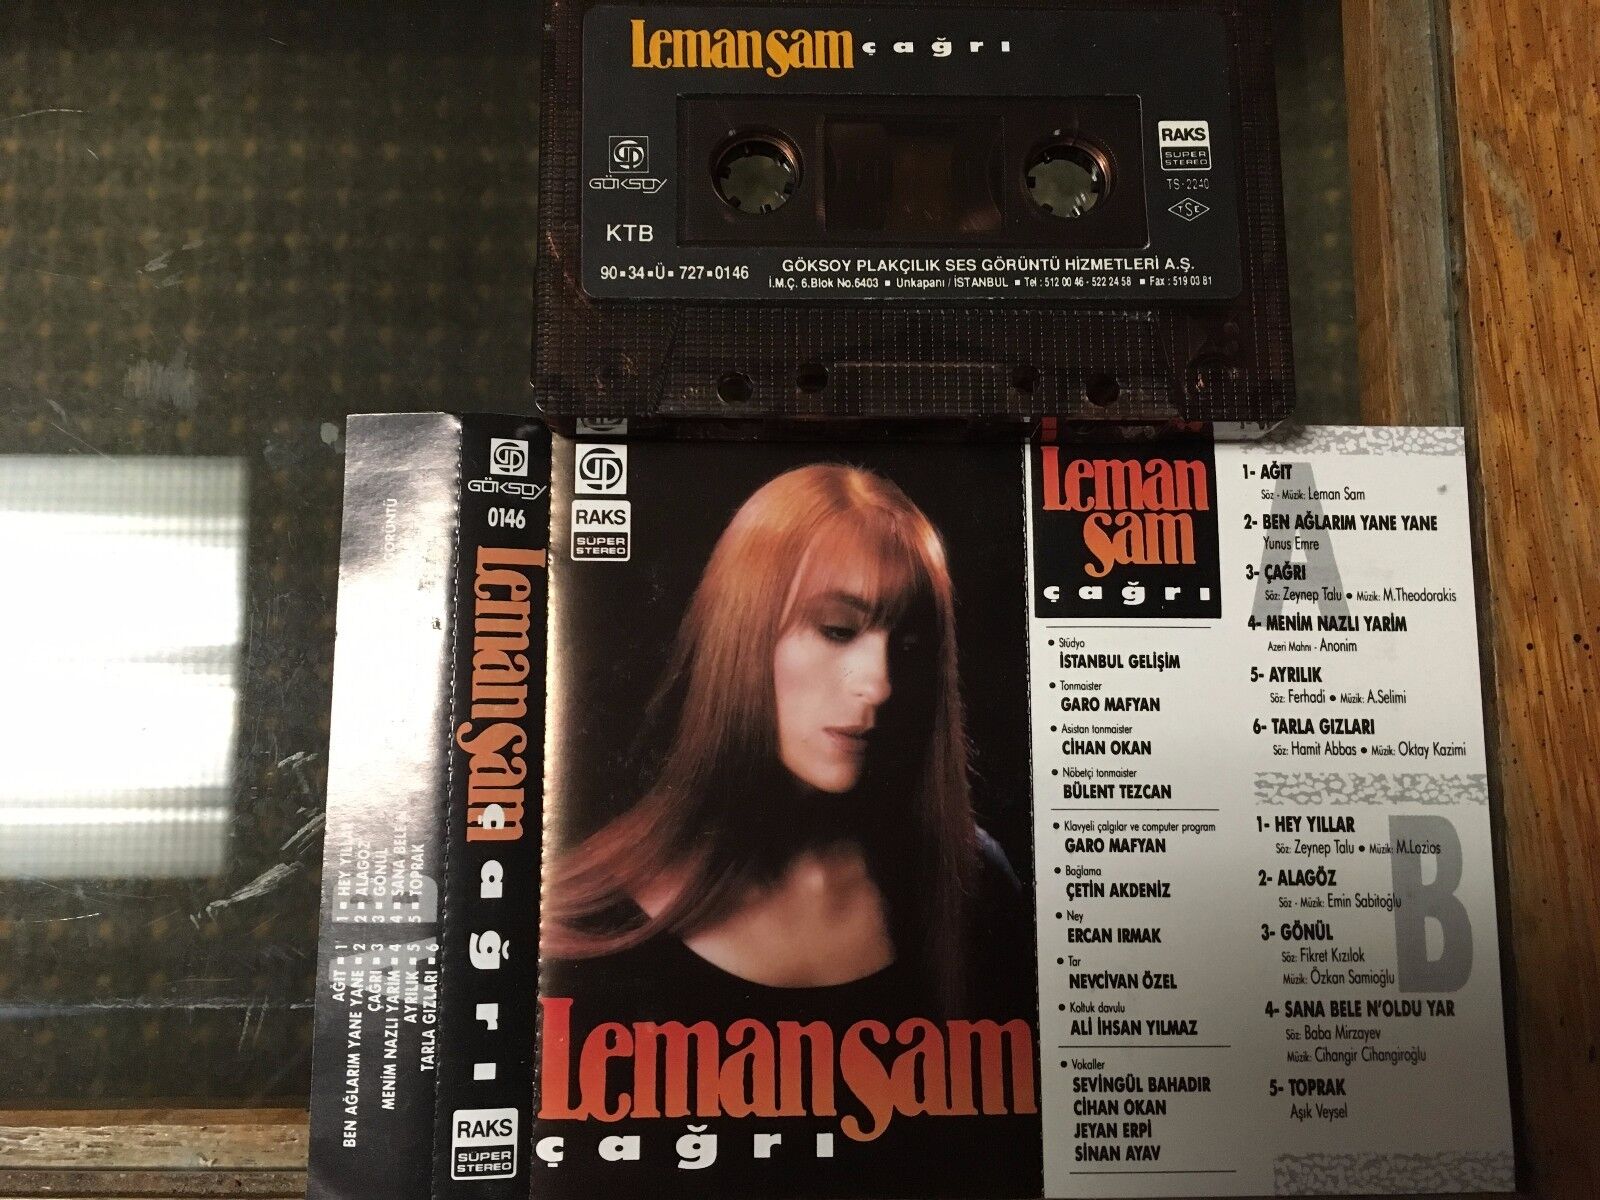 Leman Sam çağrı
GÖKSOY
KTB
RAKS
SÜPER
STEREO
TS-2240
TSE
90▪34▪Ü▪727▪0146
GÖKSOY PLAKÇILIK SES GÖRÜNTÜ HİZMETLERİ A.Ş.
İ.M.Ç. 6.Blok No.6403 ▪ Unkapanı / İSTANBUL ▪ Tel : 512 00 46 - 522 24 58 ▪ Fax : 519 03 81
GÖRÜNTÜ
A
B
AĞIT ▪ 1
BEN AĞLARIM YANE YANE ▪ 2
ÇAĞRI ▪ 3
MENİM NAZLI YARİM ▪ 4
AYRILIK ▪ 5
TARLA GIZLARI ▪ 6
1 ▪ HEY YILLAR
2 ▪ ALAGÖZ
3 ▪ GÖNÜL
4 ▪ SANA BELE N
5 ▪ TOPRAK
GÖKSOY
0146
Leman Sam
çağrı
RAKS
SÜPER
STEREO
RAKS
SÜPER
STEREO
Leman Sam
çağrı
Leman
Sam
çağrı
• Stüdyo
İSTANBUL GELİŞİM
• Tonmaister
GARO MAFYAN
• Asistan tonmaister
CİHAN OKAN
• Nöbetçi tonmaister
BÜLENT TEZCAN
• Klavyeli çalgılar ve computer program
GARO MAFYAN
• Bağlama
ÇETİN AKDENİZ
• Ney
ERCAN IRMAK
• Tar
NEVCİVAN ÖZEL
• Koltuk davulu
ALİ İHSAN YILMAZ
• Vokaller
SEVİNGÜL BAHADIR
CİHAN OKAN
JEYAN ERPİ
SİNAN AYAV
A
1- AĞIT
Söz - Müzik: Leman Sam
2- BEN AĞLARIM YANE YANE
Yunus Emre
3- ÇAĞRI
Söz: Zeynep Talu • Müzik: M.Theodorakis
4- MENİM NAZLI YARİM
Azeri Mahnı - Anonim
5- AYRILIK
Söz: Ferhadi • Müzik: A.Selimi
6- TARLA GIZLARI
Söz: Hamit Abbas • Müzik: Oktay Kazimi
B
1- HEY YILLAR
Söz: Zeynep Talu • Müzik: M.Lozios
2- ALAGÖZ
Söz - Müzik: Emin Sabitoğlu
3- GÖNÜL
Söz: Fikret Kızılok
Müzik: Özkan Samioğlu
4- SANA BELE N'OLDU YAR
Söz: Baba Mirzayev
Müzik: Cihangir Cihangiroğlu
5- TOPRAK
Aşık Veysel